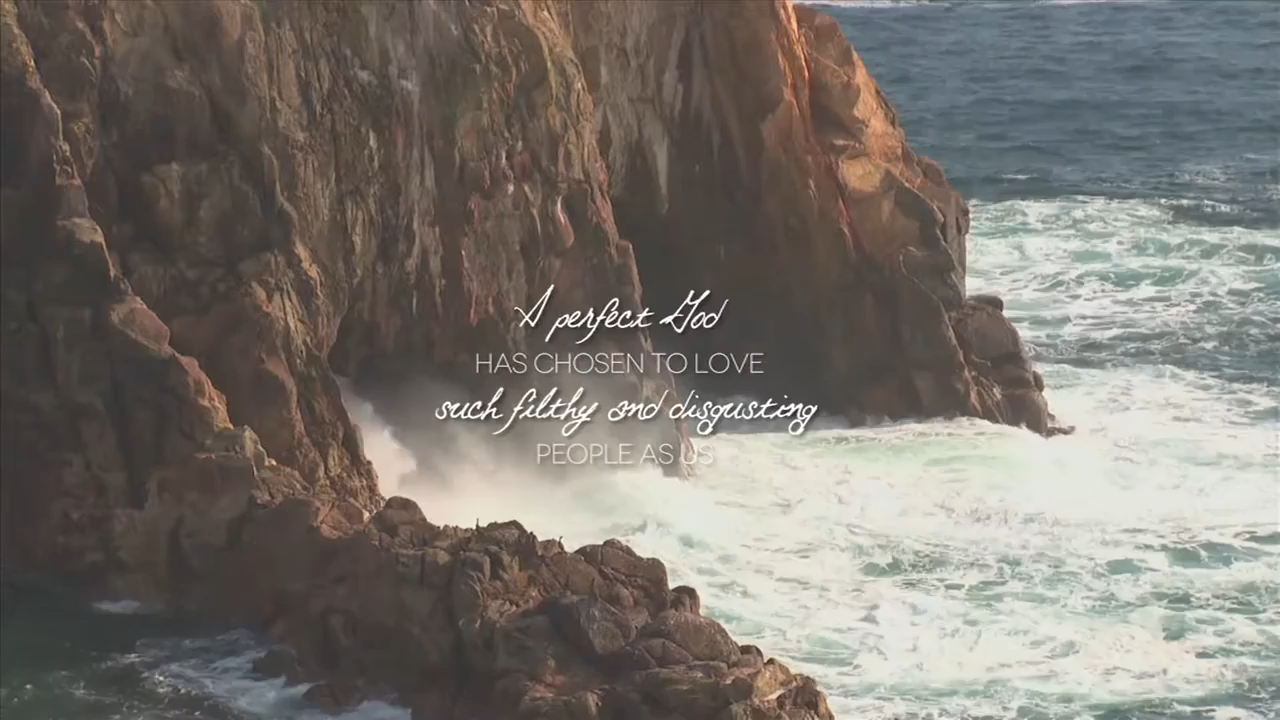 A perfect God
HAS CHOSEN TO LOVE
such filthy and disgusting
PEOPLE AS US